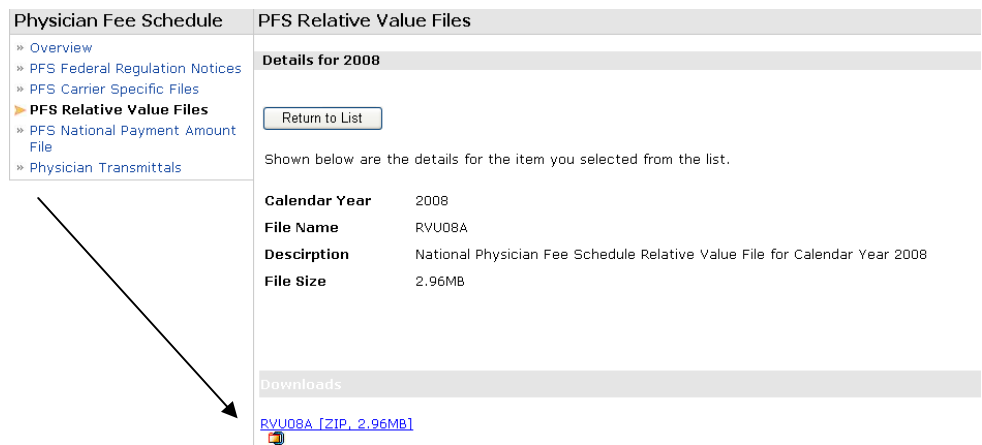 Physician Fee Schedule
» Overview
» PFS Federal Regulation Notices
» PFS Carrier Specific Files
PFS Relative Value Files
» PFS National Payment Amount
File
» Physician Transmittals
PFS Relative Value Files
Details for 2008
Return to List
Shown below are the details for the item you selected from the list.
Calendar Year 2008
File Name RVU08A
Descirption National Physician Fee Schedule Relative Value File for Calendar Year 2008
File Size 2.96MB
Downloads
RVU08A [ZIP, 2.96MB]